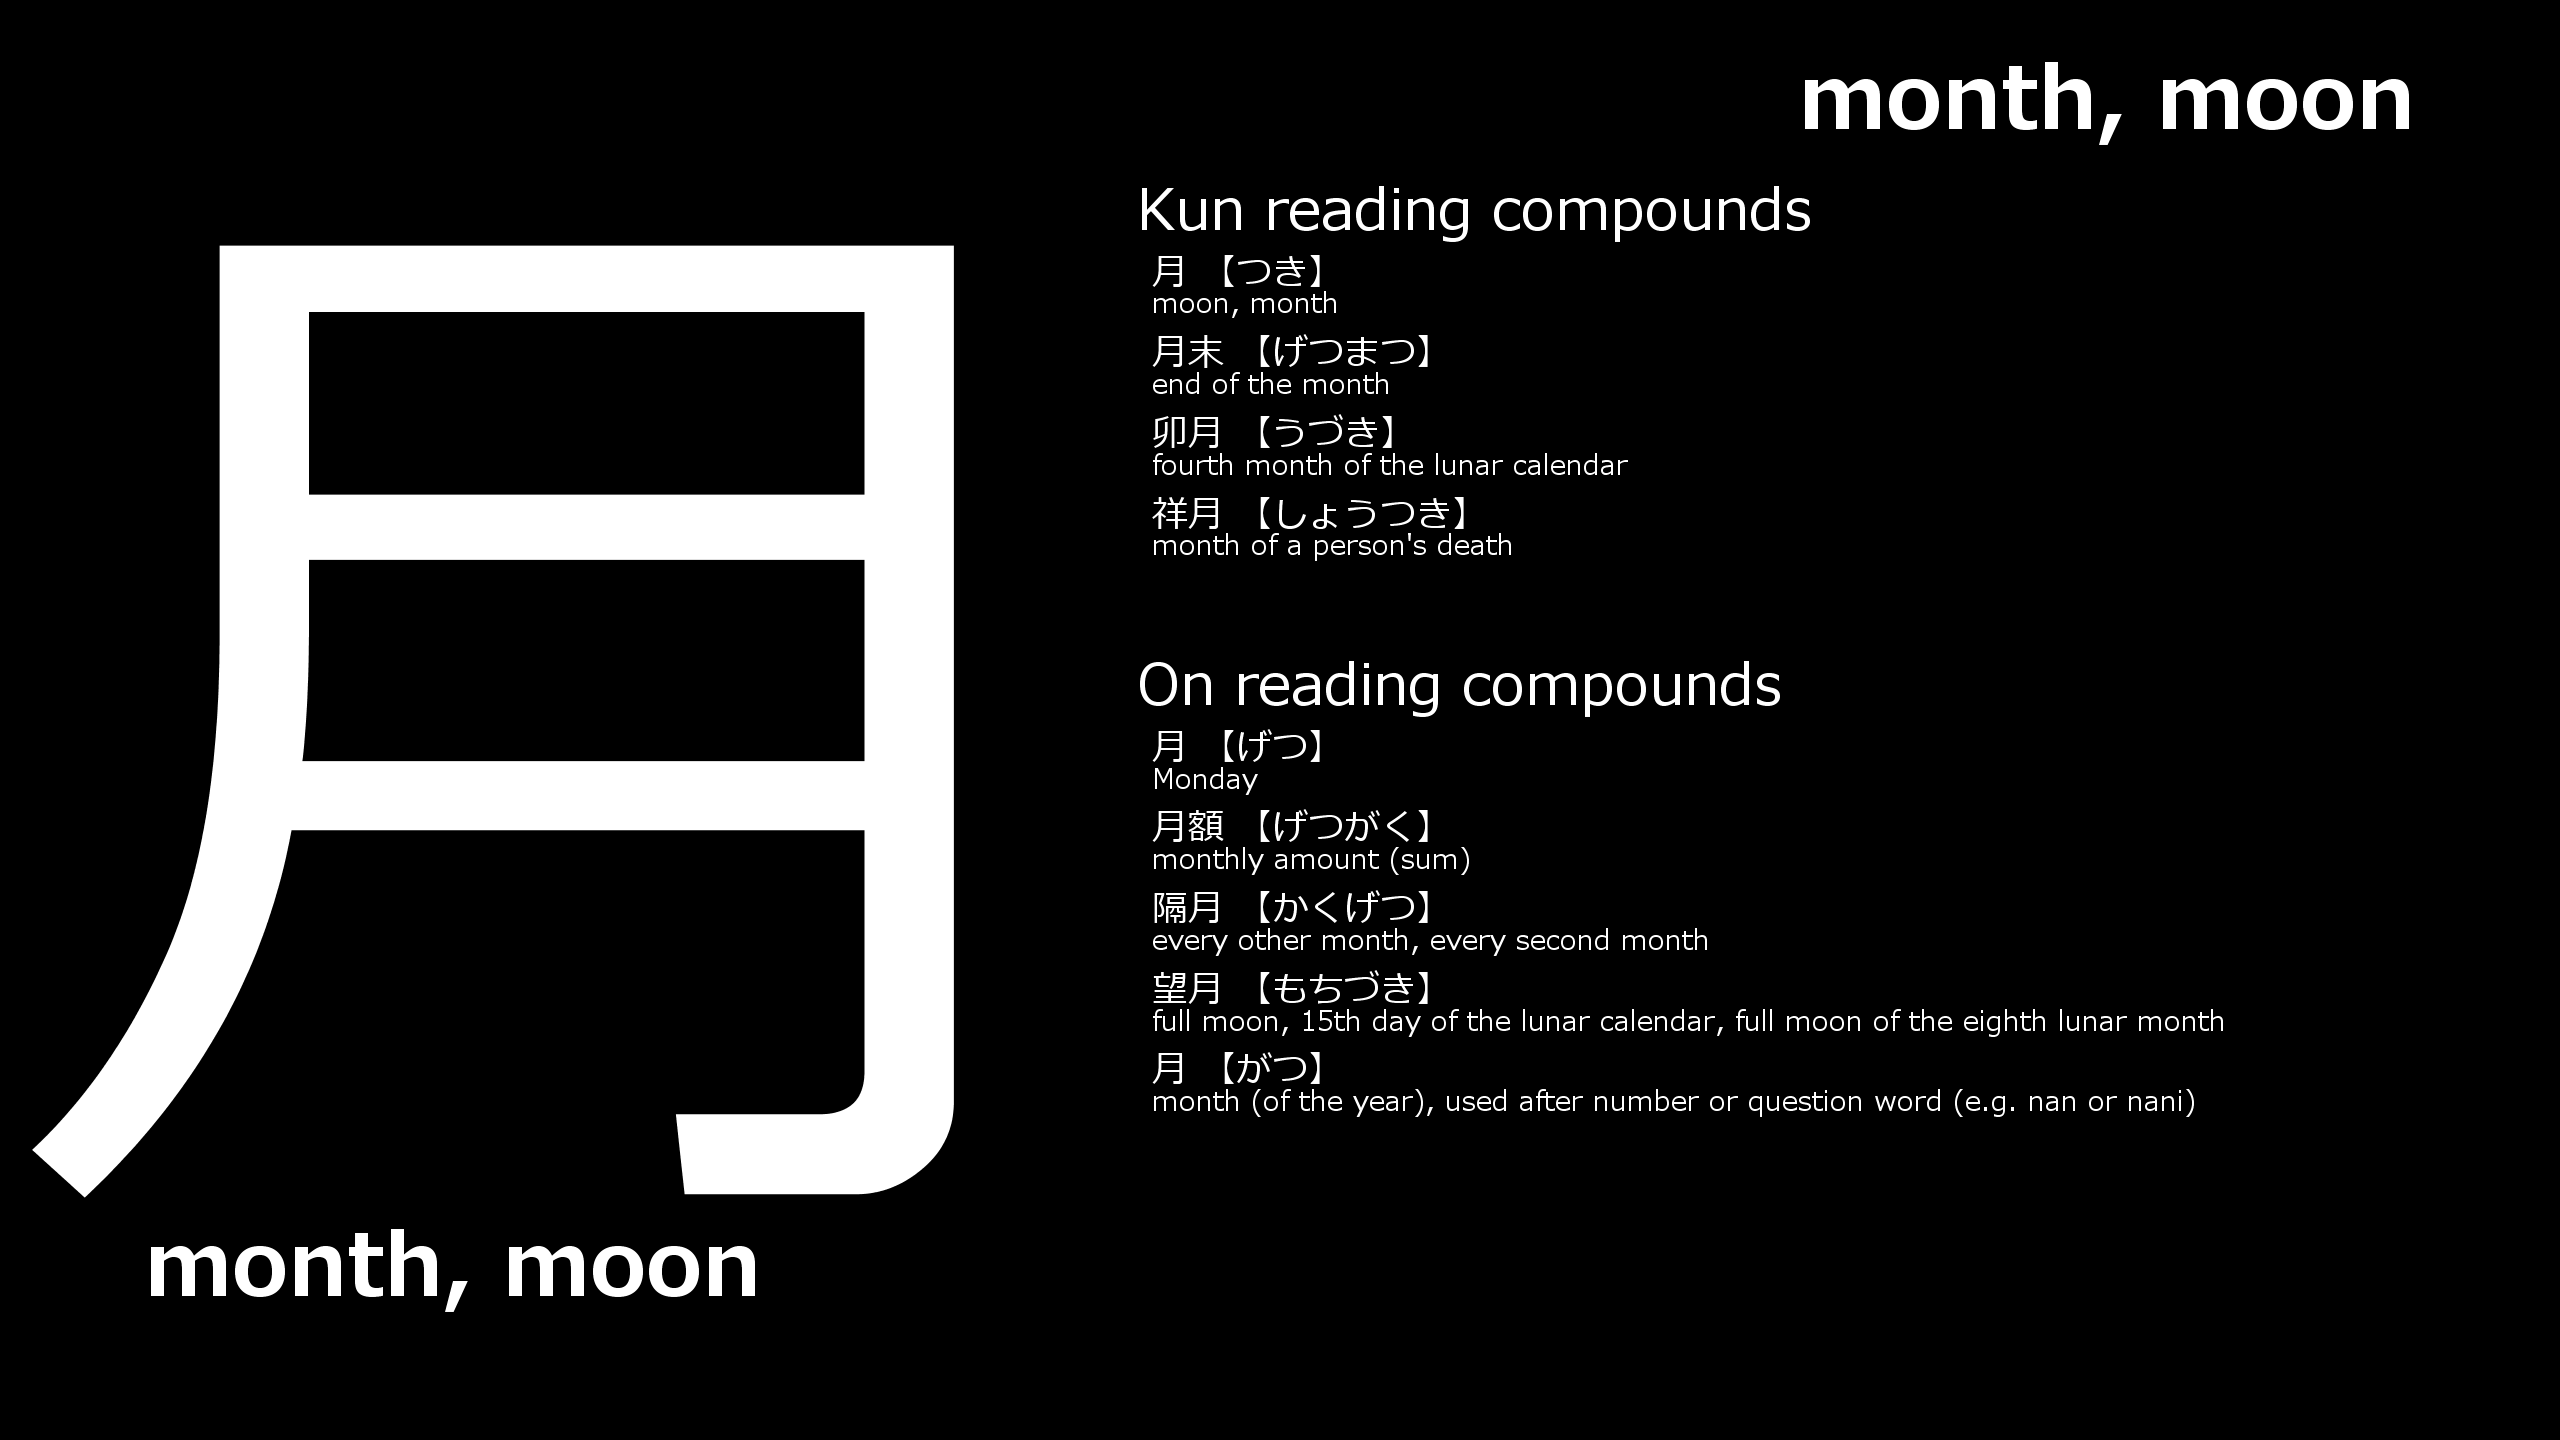 month, moon
月
month, moon
Kun reading compounds
月 【つき】
moon, month
月末 【げつまつ】
end of the month
卯月 【うづき】
fourth month of the lunar calendar
祥月 【しょうつき】
month of a person's death
On reading compounds
月 【げつ】
Monday
月額 【げつがく】
monthly amount (sum)
隔月 【かくげつ】
every other month, every second month
望月 【もちづき】
full moon, 15th day of the lunar calendar, full moon of the eighth lunar month
月 【がつ】
month (of the year), used after number or question word (e.g. nan or nani)